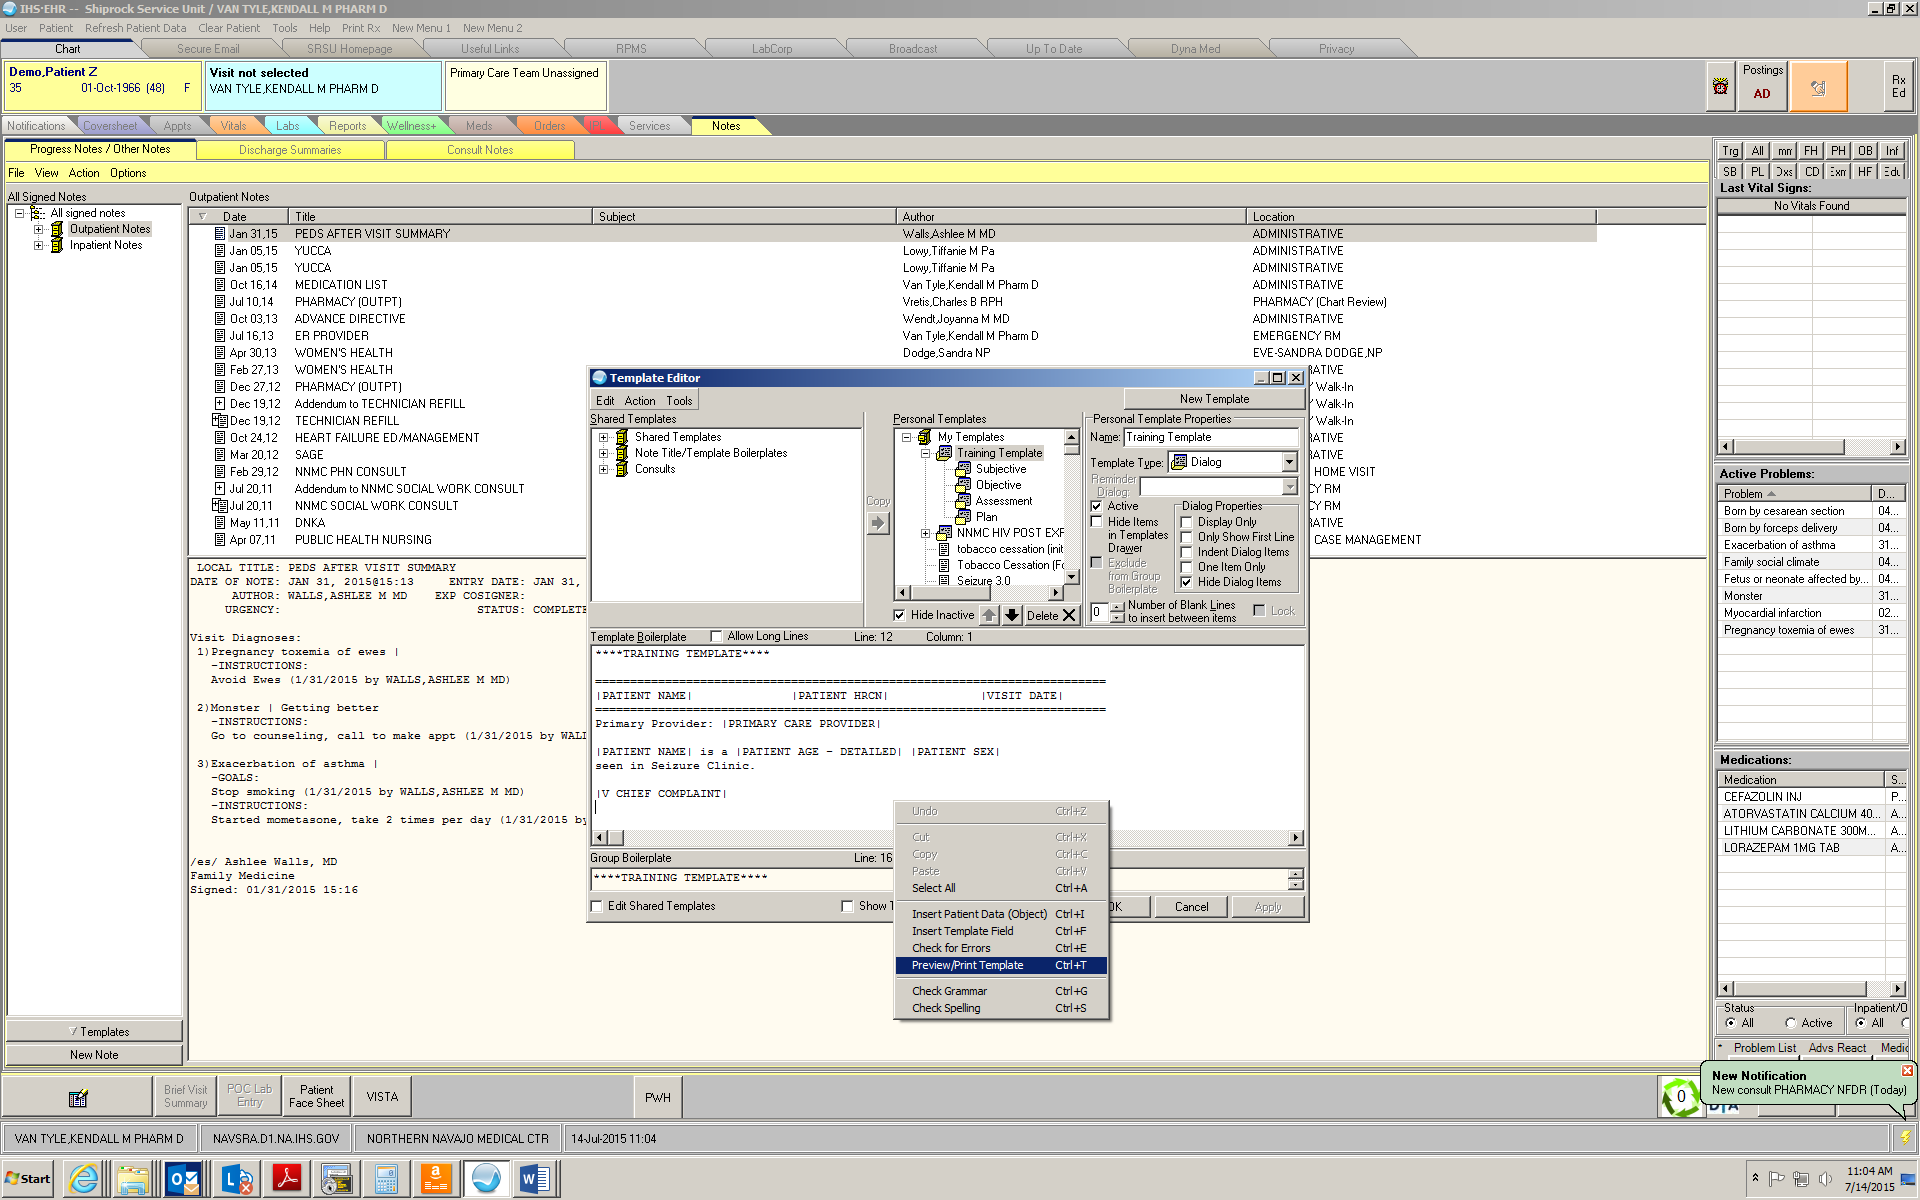 IHS-EHR -- Shiprock Service Unit / VAN TYLE,KENDALL M PHARM D
User Patient Refresh Patient Data Clear Patient Tools Help Print Rx New Menu 1 New Menu 2
Chart Secure Email SRSU Homepage Useful Links RPMS LabCorp Broadcast Up To Date Dyna Med Privacy
Demo,Patient Z
35 01-Oct-1966 (48) F
Visit not selected
VAN TYLE,KENDALL M PHARM D
Primary Care Team Unassigned
Postings
AD
Rx
Ed
Notifications Coversheet Appts Vitals Labs Reports Wellness+ Meds Orders Services Notes
Progress Notes / Other Notes Discharge Summaries Consult Notes
File View Action Options
All Signed Notes
All signed notes
Outpatient Notes
Inpatient Notes
Outpatient Notes
Date Title Subject Author Location
Jan 31,15 PEDS AFTER VISIT SUMMARY Walls,Ashlee M MD ADMINISTRATIVE
Jan 05,15 YUCCA Lowy,Tiffanie M Pa ADMINISTRATIVE
Jan 05,15 YUCCA Lowy,Tiffanie M Pa ADMINISTRATIVE
Oct 16,14 MEDICATION LIST Van Tyle,Kendall M Pharm D ADMINISTRATIVE
Jul 10,14 PHARMACY (OUTPT) Vretis,Charles B RPH PHARMACY (Chart Review)
Oct 03,13 ADVANCE DIRECTIVE Wendt,Joyanna M MD ADMINISTRATIVE
Jul 16,13 ER PROVIDER Van Tyle,Kendall M Pharm D EMERGENCY RM
Apr 30,13 WOMEN'S HEALTH Dodge,Sandra NP EVE-SANDRA DODGE,NP
Feb 27,13 WOMEN'S HEALTH ATIVE
Dec 27,12 PHARMACY (OUTPT) Walk-In
Dec 19,12 Addendum to TECHNICIAN REFILL Walk-In
Dec 19,12 TECHNICIAN REFILL Walk-In
Oct 24,12 HEART FAILURE ED/MANAGEMENT ATIVE
Mar 20,12 SAGE ATIVE
Feb 29,12 NNMC PHN CONSULT HOME VISIT
Jul 20,11 Addendum to NNMC SOCIAL WORK CONSULT CY RM
Jul 20,11 NNMC SOCIAL WORK CONSULT CY RM
May 11,11 DNKA ATIVE
Apr 07,11 PUBLIC HEALTH NURSING CASE MANAGEMENT
LOCAL TITLE: PEDS AFTER VISIT SUMMARY
DATE OF NOTE: JAN 31, 2015@15:13 ENTRY DATE: JAN 31,
AUTHOR: WALLS,ASHLEE M MD EXP COSIGNER:
URGENCY: STATUS: COMPLETE
Visit Diagnoses:
1)Pregnancy toxemia of ewes |
-INSTRUCTIONS:
Avoid Ewes (1/31/2015 by WALLS,ASHLEE M MD)
2)Monster | Getting better
-INSTRUCTIONS:
Go to counseling, call to make appt (1/31/2015 by WALL
3)Exacerbation of asthma |
-GOALS:
Stop smoking (1/31/2015 by WALLS,ASHLEE M MD)
-INSTRUCTIONS:
Started mometasone, take 2 times per day (1/31/2015 by
/es/ Ashlee Walls, MD
Family Medicine
Signed: 01/31/2015 15:16
Templates
New Note
Template Editor
Edit Action Tools
New Template
Shared Templates
Shared Templates
Note Title/Template Boilerplates
Consults
Copy
Personal Templates
My Templates
Training Template
Subjective
Objective
Assessment
Plan
NNMC HIV POST EXP
tobacco cessation (init
Tobacco Cessation (Fo
Seizure 3.0
Hide Inactive Delete
Personal Template Properties
Name: Training Template
Template Type: Dialog
Reminder
Dialog:
Active
Hide Items
in Templates
Drawer
Exclude
from Group
Boilerplate
Dialog Properties
Display Only
Only Show First Line
Indent Dialog Items
One Item Only
Hide Dialog Items
0 Number of Blank Lines
to insert between items
Lock
Template Boilerplate Allow Long Lines Line: 12 Column: 1
****TRAINING TEMPLATE****
=========================================================================
|PATIENT NAME| |PATIENT HRCN| |VISIT DATE|
=========================================================================
Primary Provider: |PRIMARY CARE PROVIDER|
|PATIENT NAME| is a |PATIENT AGE - DETAILED| |PATIENT SEX|
seen in Seizure Clinic.
|V CHIEF COMPLAINT|
Group Boilerplate Line: 16
****TRAINING TEMPLATE****
Edit Shared Templates Show T OK Cancel Apply
Undo Ctrl+Z
Cut Ctrl+X
Copy Ctrl+C
Paste Ctrl+V
Select All Ctrl+A
Insert Patient Data (Object) Ctrl+I
Insert Template Field Ctrl+F
Check for Errors Ctrl+E
Preview/Print Template Ctrl+T
Check Grammar Ctrl+G
Check Spelling Ctrl+S
Trg All FH PH OB Inf
SB PL CD HF
Last Vital Signs:
No Vitals Found
Active Problems:
Problem D...
Born by cesarean section 04...
Born by forceps delivery 04...
Exacerbation of asthma 31...
Family social climate 04...
Fetus or neonate affected by... 04...
Monster 31...
Myocardial infarction 02...
Pregnancy toxemia of ewes 31...
Medications:
Medication S...
CEFAZOLIN INJ P...
ATORVASTATIN CALCIUM 40... A...
LITHIUM CARBONATE 300M... A...
LORAZEPAM 1MG TAB A...
Status
All Active
Inpatient/O
All
Problem List Advs React Medic
New Notification
New consult PHARMACY NFDR (Today)
Brief Visit
Summary
POC Lab
Entry
Patient
Face Sheet
VISTA
PWH
0
VAN TYLE,KENDALL M PHARM D NAVSRA.D1.NA.IHS.GOV NORTHERN NAVAJO MEDICAL CTR 14-Jul-2015 11:04
Start
11:04 AM
7/14/2015